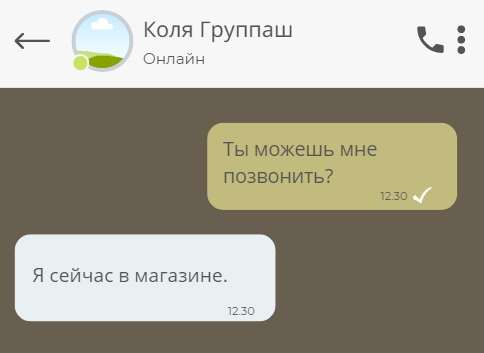 Коля Группаш
Онлайн
Ты можешь мне
позвонить?
12.30
Я сейчас в магазине.
12.30